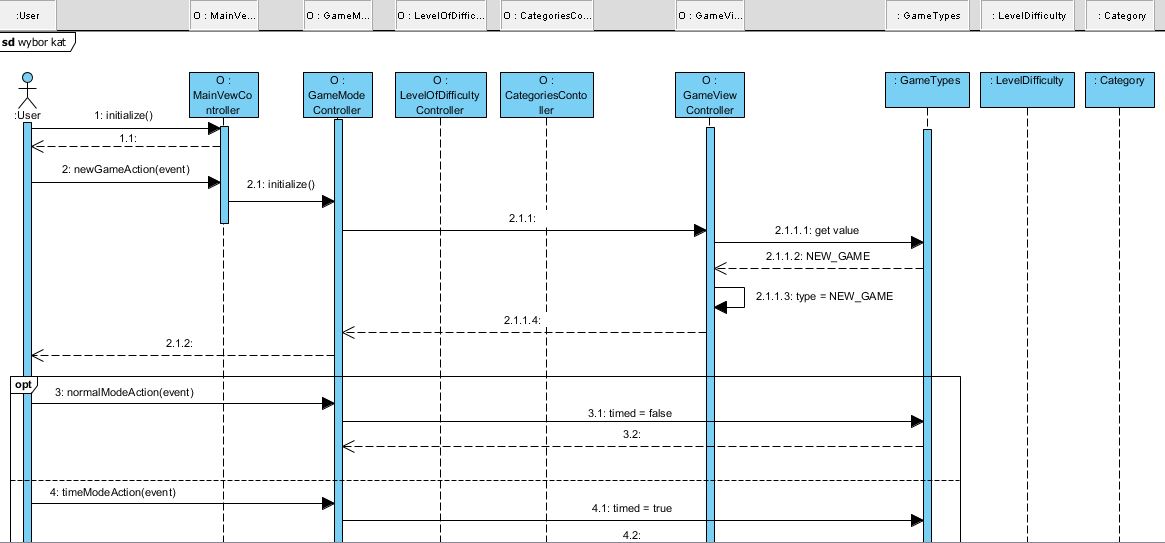 :User
O : MainVe...
O : GameM...
O : LevelOfDiffic...
O : CategoriesCo...
O : GameVi...
: GameTypes
: LevelDifficulty
: Category
sd wybor kat
:User
O :
MainVewCo
ntroller
O :
GameMode
Controller
O :
LevelOfDifficulty
Controller
O :
CategoriesConto
ller
O :
GameView
Controller
: GameTypes
: LevelDifficulty
: Category
1: initialize()
1.1:
2: newGameAction(event)
2.1: initialize()
2.1.1:
2.1.1.1: get value
2.1.1.2: NEW_GAME
2.1.1.3: type = NEW_GAME
2.1.1.4:
2.1.2:
opt
3: normalModeAction(event)
3.1: timed = false
3.2:
4: timeModeAction(event)
4.1: timed = true
4.2: